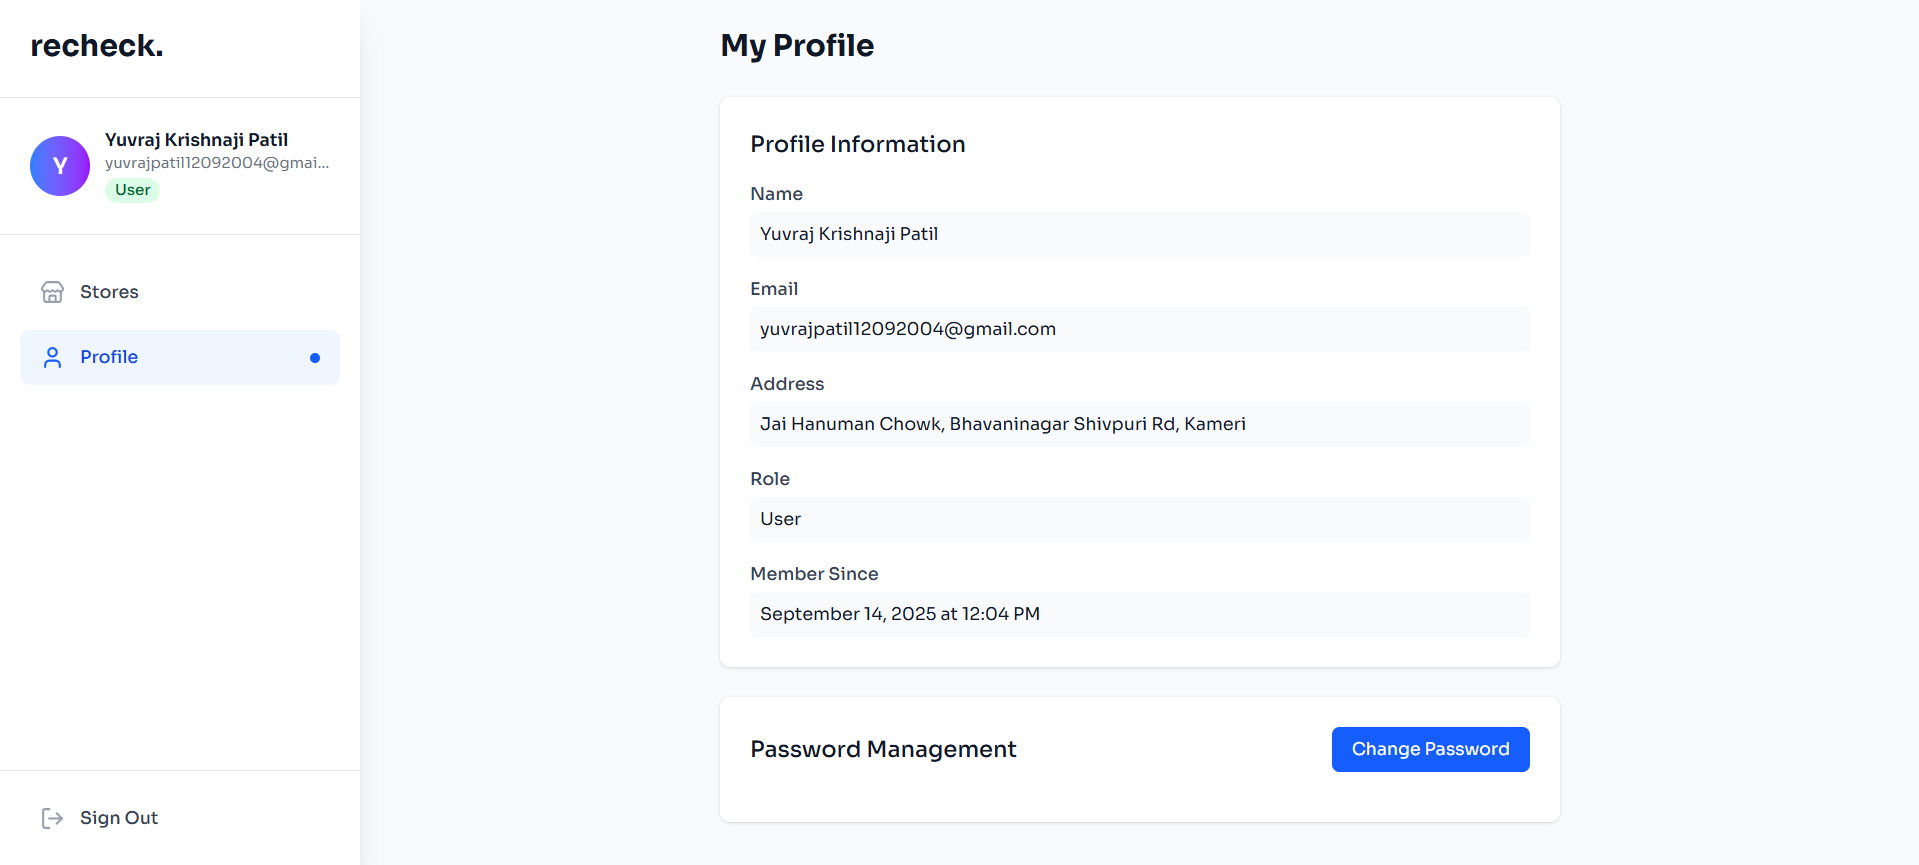 recheck.
Y
Yuvraj Krishnaji Patil
yuvrajpatil12092004@gmai...
User
Stores
Profile
Sign Out
My Profile
Profile Information
Name
Yuvraj Krishnaji Patil
Email
yuvrajpatil12092004@gmail.com
Address
Jai Hanuman Chowk, Bhavaninagar Shivpuri Rd, Kameri
Role
User
Member Since
September 14, 2025 at 12:04 PM
Password Management
Change Password